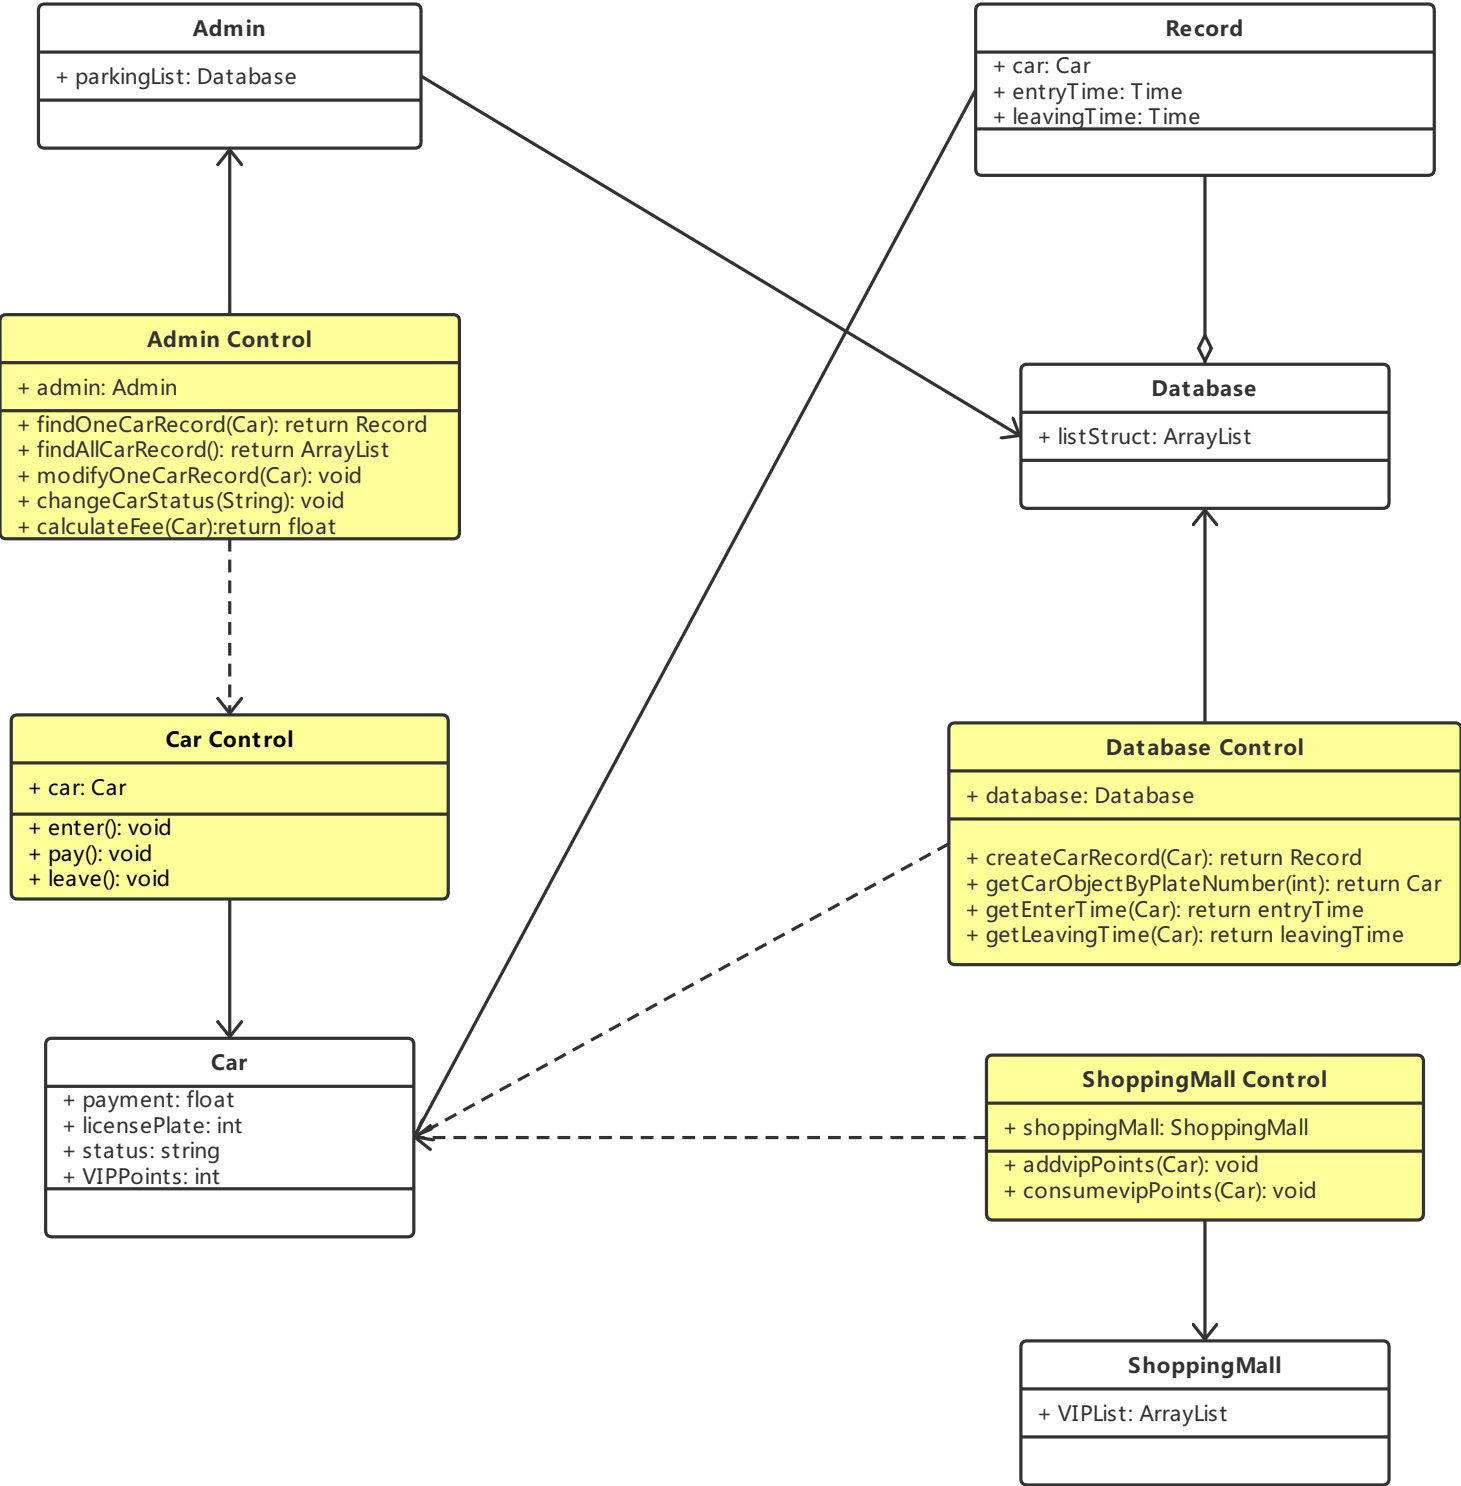 Admin
+ parkingList: Database
Record
+ car: Car
+ entryTime: Time
+ leavingTime: Time
Admin Control
+ admin: Admin
+ findOneCarRecord(Car): return Record
+ findAllCarRecord(): return ArrayList
+ modifyOneCarRecord(Car): void
+ changeCarStatus(String): void
+ calculateFee(Car):return float
Database
+ listStruct: ArrayList
Car Control
+ car: Car
+ enter(): void
+ pay(): void
+ leave(): void
Database Control
+ database: Database
+ createCarRecord(Car): return Record
+ getCarObjectByPlateNumber(int): return Car
+ getEnterTime(Car): return entryTime
+ getLeavingTime(Car): return leavingTime
Car
+ payment: float
+ licensePlate: int
+ status: string
+ VIPPoints: int
ShoppingMall Control
+ shoppingMall: ShoppingMall
+ addvipPoints(Car): void
+ consumevipPoints(Car): void
ShoppingMall
+ VIPList: ArrayList